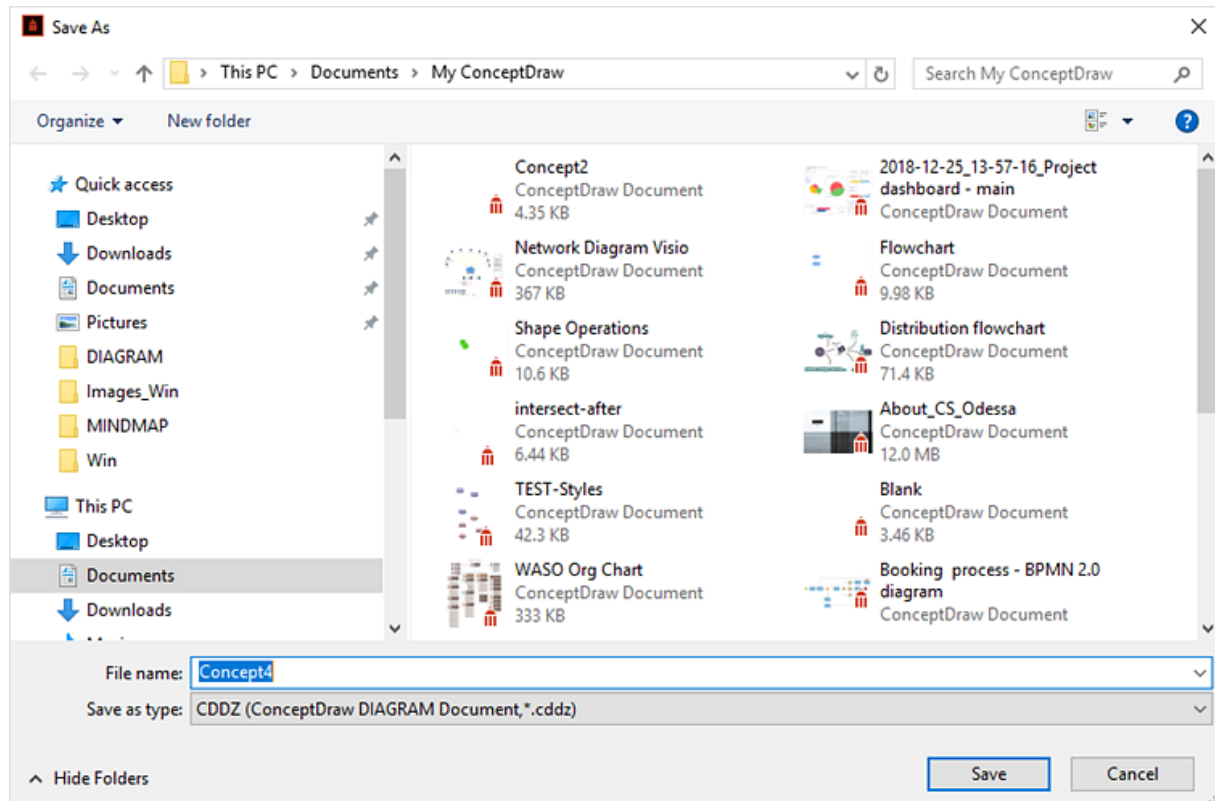 Save As
This PC > Documents > My ConceptDraw
Search My ConceptDraw
Organize
New folder
Quick access
Desktop
Downloads
Documents
Pictures
DIAGRAM
Images_Win
MINDMAP
Win
This PC
Desktop
Documents
Downloads
Concept2
ConceptDraw Document
4.35 KB
2018-12-25_13-57-16_Project
dashboard - main
ConceptDraw Document
Network Diagram Visio
ConceptDraw Document
367 KB
Flowchart
ConceptDraw Document
9.98 KB
Shape Operations
ConceptDraw Document
10.6 KB
Distribution flowchart
ConceptDraw Document
71.4 KB
intersect-after
ConceptDraw Document
6.44 KB
About_CS_Odessa
ConceptDraw Document
12.0 MB
TEST-Styles
ConceptDraw Document
42.3 KB
Blank
ConceptDraw Document
3.46 KB
WASO Org Chart
ConceptDraw Document
333 KB
Booking process - BPMN 2.0
diagram
ConceptDraw Document
File name: Concept4
Save as type: CDDZ (ConceptDraw DIAGRAM Document,*.cddz)
Hide Folders
Save
Cancel